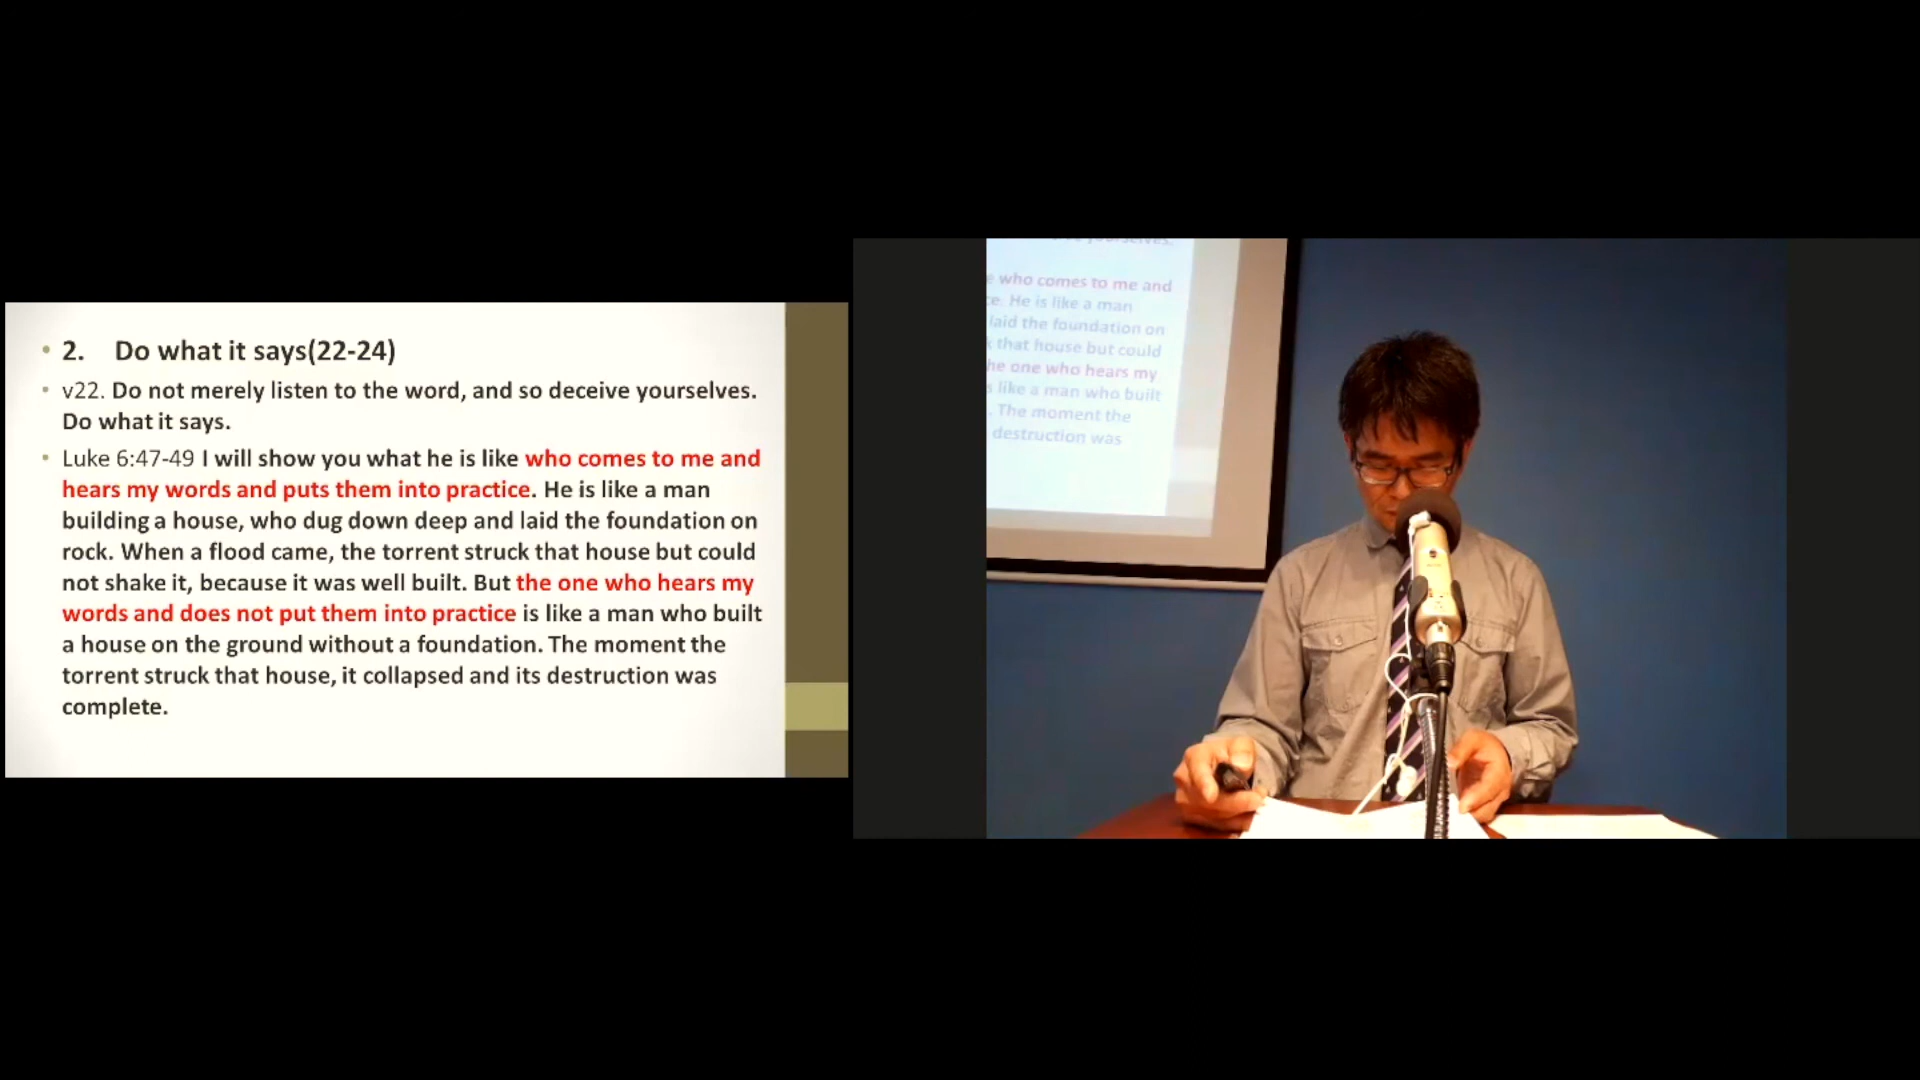 • 2. Do what it says(22-24)
• v22. Do not merely listen to the word, and so deceive yourselves.
Do what it says.
• Luke 6:47-49 I will show you what he is like who comes to me and
hears my words and puts them into practice. He is like a man
building a house, who dug down deep and laid the foundation on
rock. When a flood came, the torrent struck that house but could
not shake it, because it was well built. But the one who hears my
words and does not put them into practice is like a man who built
a house on the ground without a foundation. The moment the
torrent struck that house, it collapsed and its destruction was
complete.
who comes to me and
He is like a man
laid the foundation on
that house but could
one who hears my
like a man who built
. The moment the
destruction was